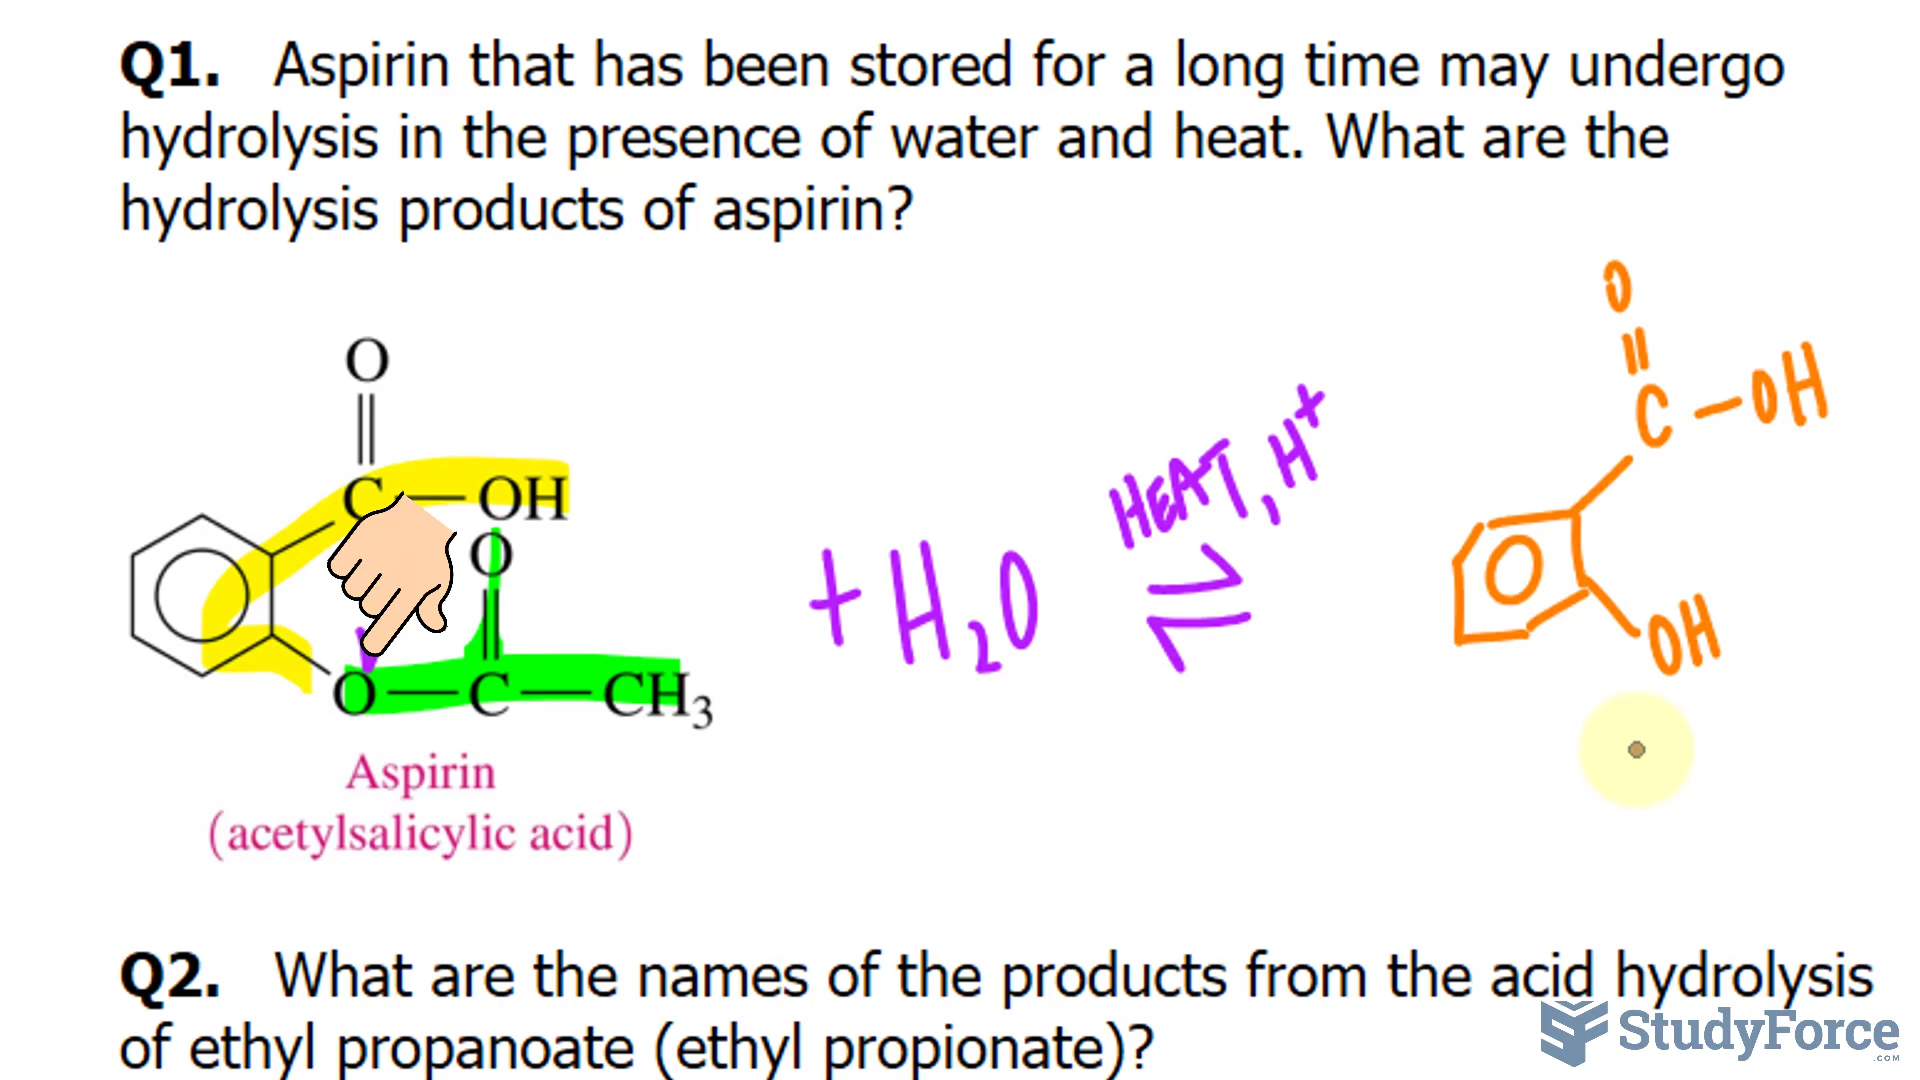 Q1. Aspirin that has been stored for a long time may undergo
hydrolysis in the presence of water and heat. What are the
hydrolysis products of aspirin?
O
C — OH
O
O — C — CH₃
Aspirin
(acetylsalicylic acid)
+ H₂O
HEAT, H⁺
O
C - OH
OH
Q2. What are the names of the products from the acid hydrolysis
of ethyl propanoate (ethyl propionate)?
SF StudyForce
.COM